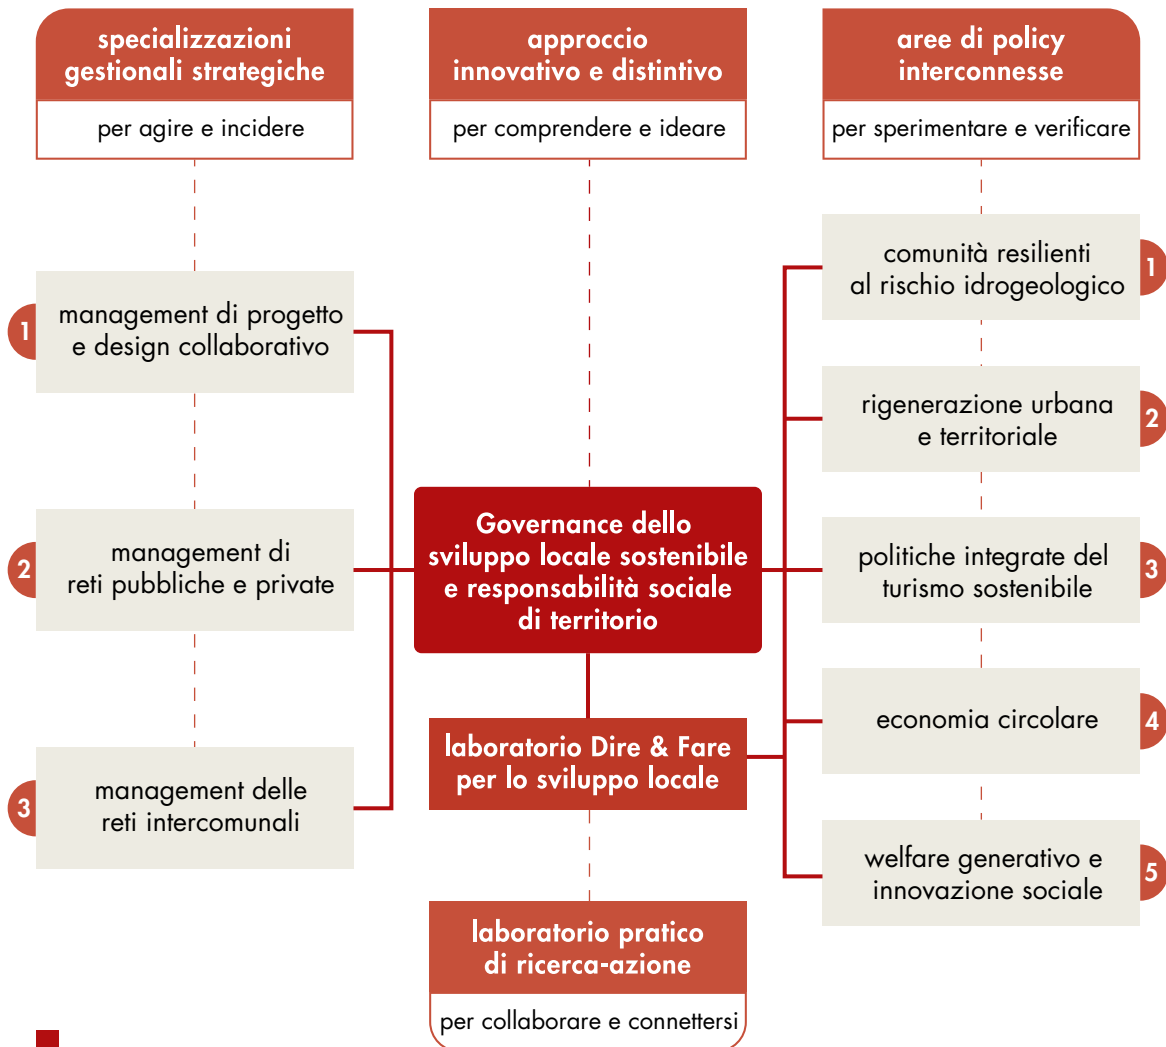 specializzazioni
gestionali strategiche
per agire e incidere
1
management di progetto
e design collaborativo
2
management di
reti pubbliche e private
3
management delle
reti intercomunali
approccio
innovativo e distintivo
per comprendere e ideare
Governance dello
sviluppo locale sostenibile
e responsabilità sociale
di territorio
laboratorio Dire & Fare
per lo sviluppo locale
laboratorio pratico
di ricerca-azione
per collaborare e connettersi
aree di policy
interconnesse
per sperimentare e verificare
comunità resilienti
al rischio idrogeologico
1
rigenerazione urbana
e territoriale
2
politiche integrate del
turismo sostenibile
3
economia circolare
4
welfare generativo e
innovazione sociale
5